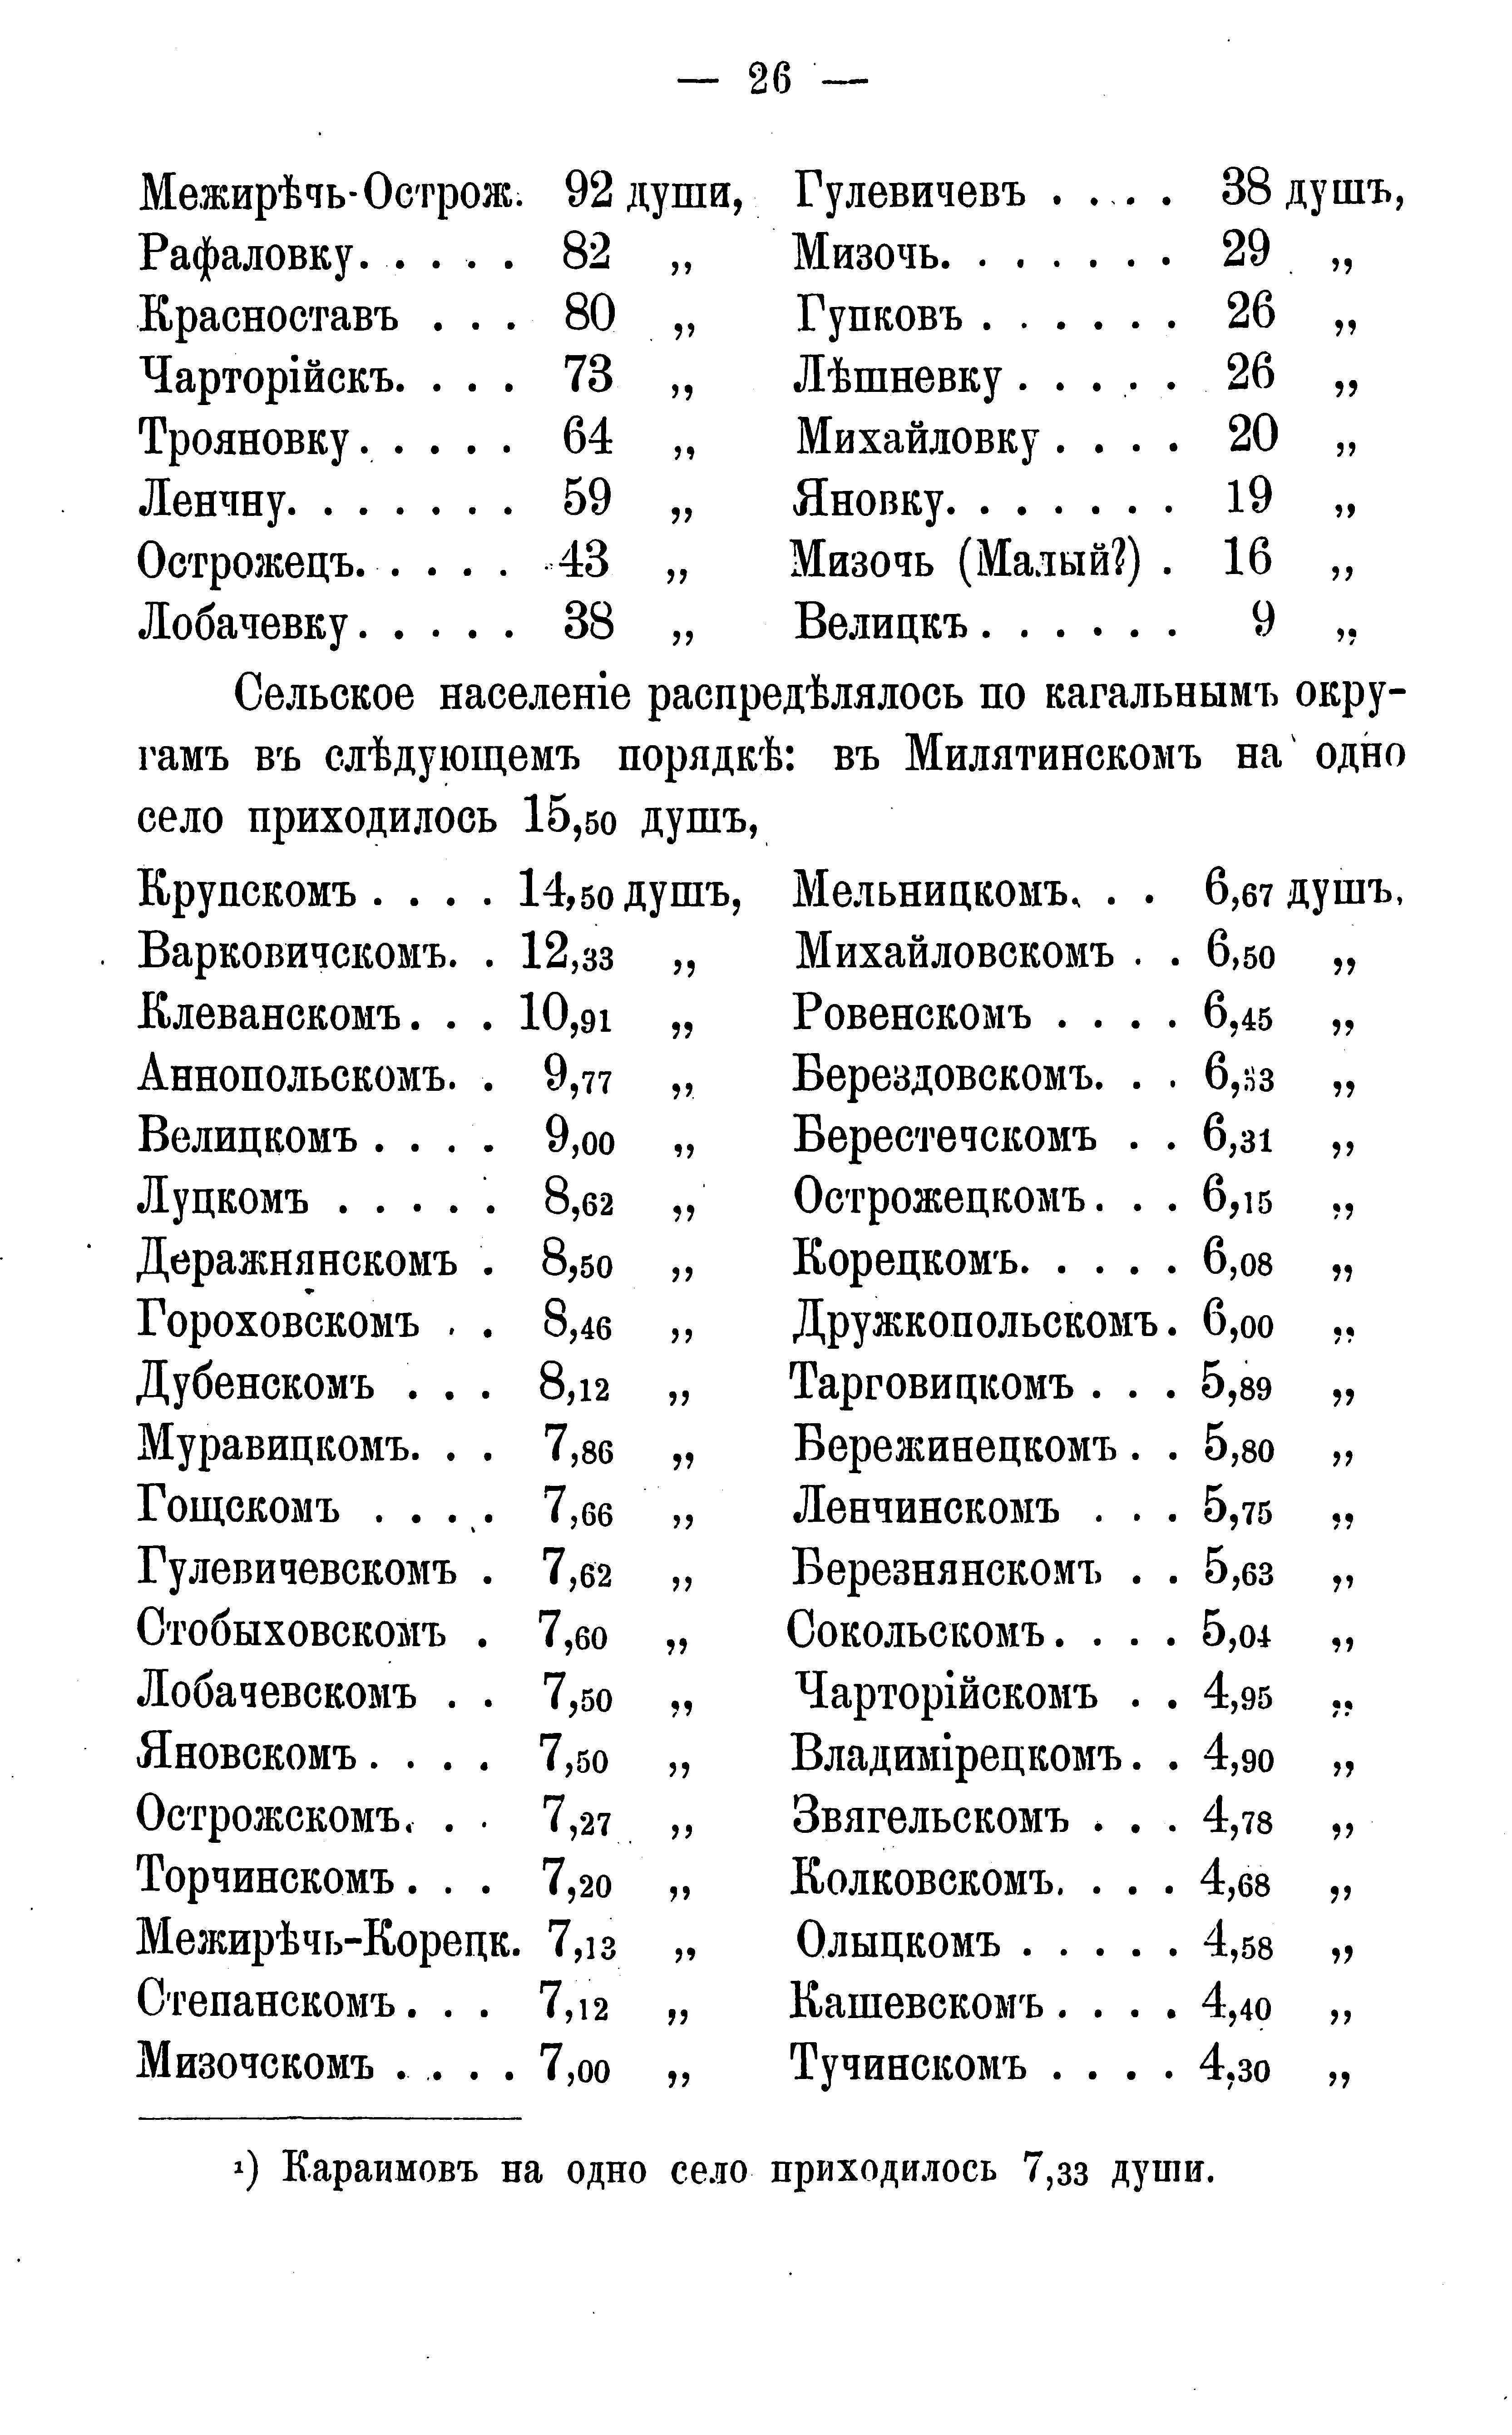 — 26 —
Межирѣчь-Острож. 92 души, Гулевичевъ . . . . 38 душъ,
Рафаловку. . . . . 82 „ Мизочь. . . . . . . 29 „
Красноставъ . . . 80 „ Гупковъ . . . . . . 26 „
Чарторійскъ. . . . 73 „ Лѣшневку . . . . . 26 „
Трояновку. . . . . 64 „ Михайловку . . . . 20 „
Ленчну. . . . . . . 59 „ Яновку. . . . . . . 19 „
Острожецъ. . . . . 43 „ Мизочь (Малый?) . 16 „
Лобачевку. . . . . 38 „ Велицкъ . . . . . . 9 „
Сельское населеніе распредѣлялось по кагальнымъ окру-
гамъ въ слѣдующемъ порядкѣ: въ Милятинскомъ на одно
село приходилось 15,50 душъ,
Крупскомъ . . . . 14,50 душъ, Мельницкомъ. . . 6,67 душъ,
Варковичскомъ. . 12,33 „ Михайловскомъ . . 6,50 „
Клеванскомъ. . . 10,91 „ Ровенскомъ . . . . 6,45 „
Аннопольскомъ. . 9,77 „ Берездовскомъ. . . 6,33 „
Велицкомъ . . . . 9,00 „ Берестечскомъ . . 6,31 „
Луцкомъ . . . . . 8,62 „ Острожецкомъ. . . 6,15 „
Деражнянскомъ . 8,50 „ Корецкомъ. . . . . 6,08 „
Гороховскомъ . . 8,46 „ Дружкопольскомъ. 6,00 „
Дубенскомъ . . . 8,12 „ Тарговицкомъ . . . 5,89 „
Муравицкомъ. . . 7,86 „ Бережинецкомъ . . 5,80 „
Гощскомъ . . . . 7,66 „ Ленчинскомъ . . . 5,75 „
Гулевичевскомъ . 7,62 „ Березнянскомъ . . 5,63 „
Стобыховскомъ . 7,60 „ Сокольскомъ. . . . 5,04 „
Лобачевскомъ . . 7,50 „ Чарторійскомъ . . 4,95 „
Яновскомъ . . . . 7,50 „ Владимірецкомъ. . 4,90 „
Острожскомъ. . . 7,27 „ Звягельскомъ . . . 4,78 „
Торчинскомъ . . . 7,20 „ Колковскомъ. . . . 4,68 „
Межирѣчь-Корецк. 7,13 „ Олыцкомъ . . . . . 4,58 „
Степанскомъ . . . 7,12 „ Кашевскомъ . . . . 4,40 „
Мизочскомъ . . . . 7,00 „ Тучинскомъ . . . . 4,30 „
¹) Караимовъ на одно село приходилось 7,33 души.